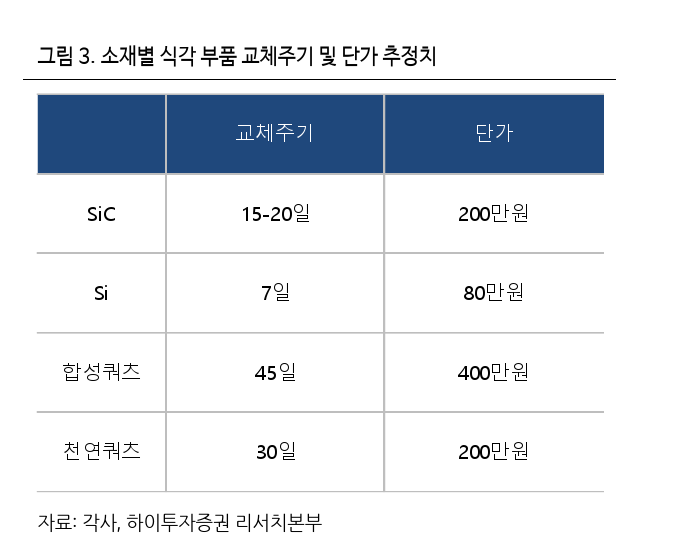 그림 3. 소재별 식각 부품 교체주기 및 단가 추정치
교체주기 단가
SiC 15-20일 200만원
Si 7일 80만원
합성쿼츠 45일 400만원
천연쿼츠 30일 200만원
자료: 각사, 하이투자증권 리서치본부